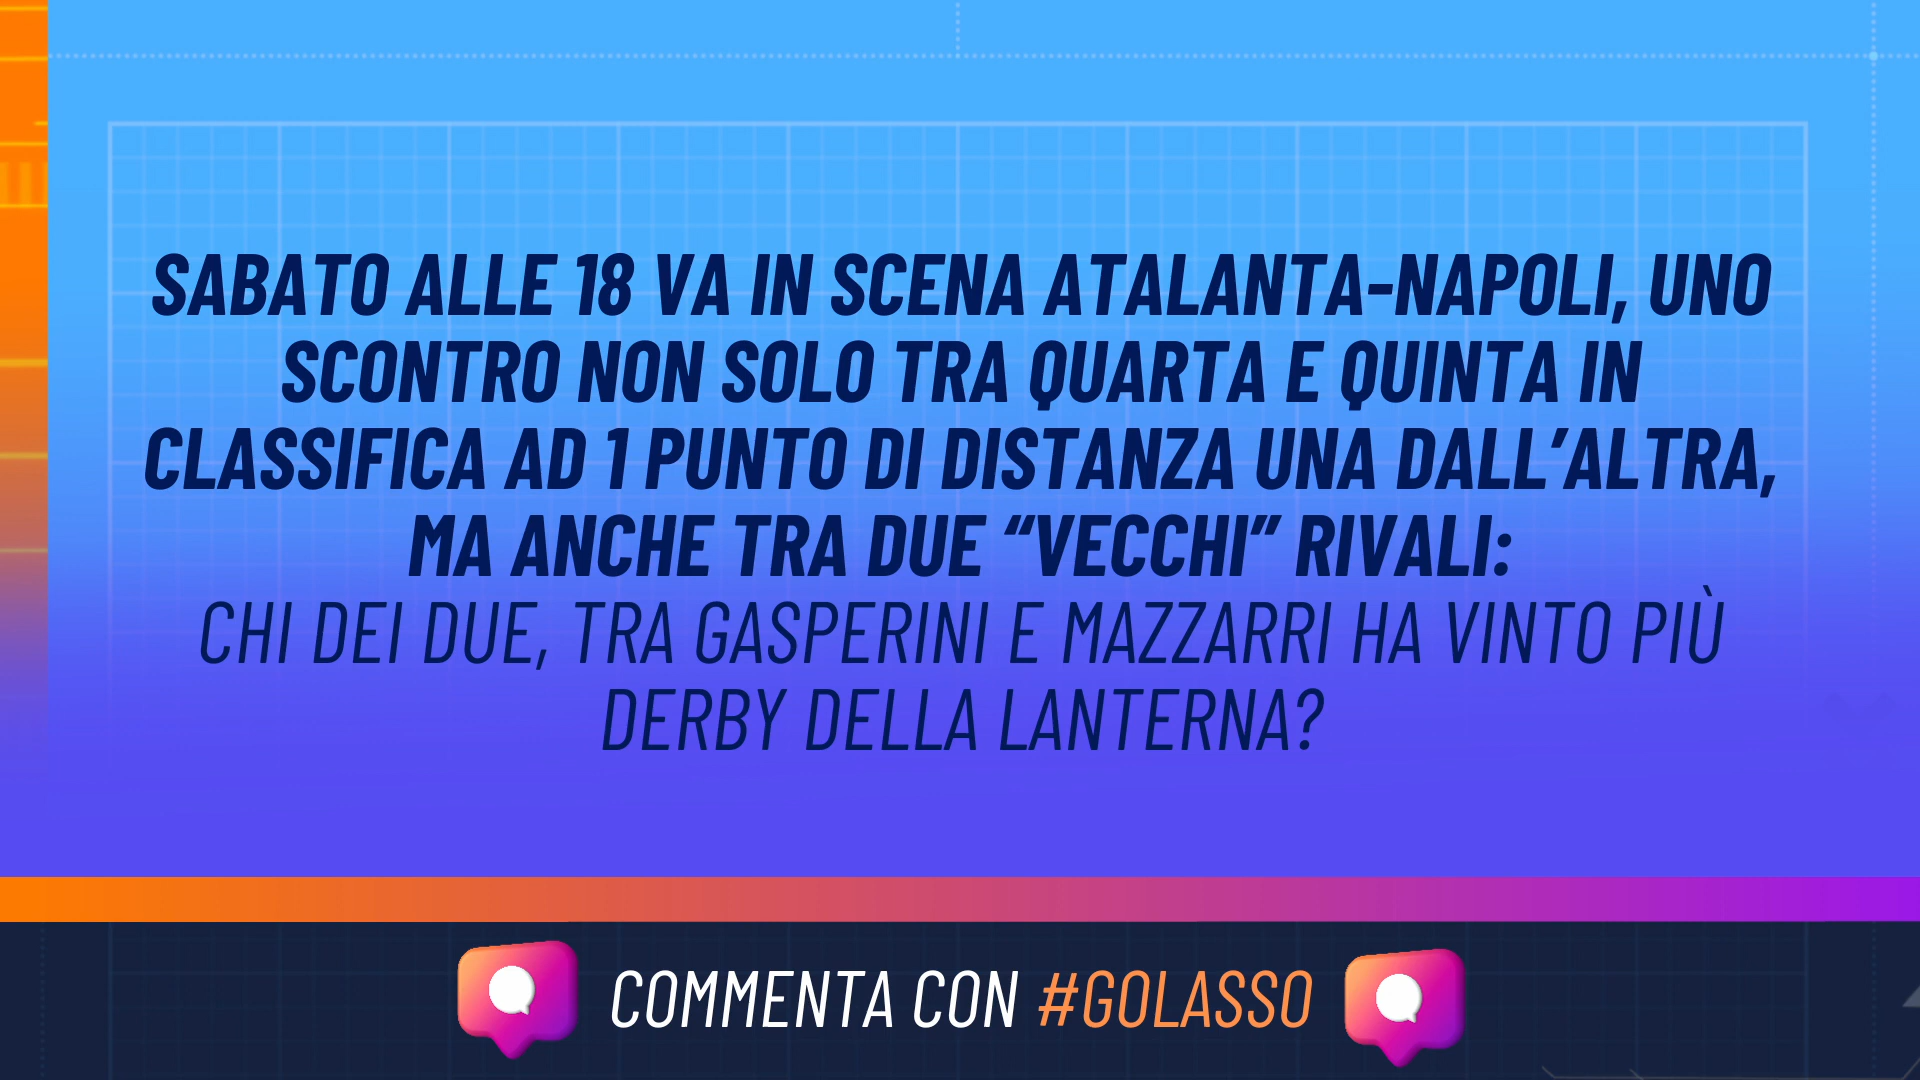 SABATO ALLE 18 VA IN SCENA ATALANTA-NAPOLI, UNO
SCONTRO NON SOLO TRA QUARTA E QUINTA IN
CLASSIFICA AD 1 PUNTO DI DISTANZA UNA DALL’ALTRA,
MA ANCHE TRA DUE “VECCHI” RIVALI:
CHI DEI DUE, TRA GASPERINI E MAZZARRI HA VINTO PIÙ
DERBY DELLA LANTERNA?
COMMENTA CON #GOLASSO